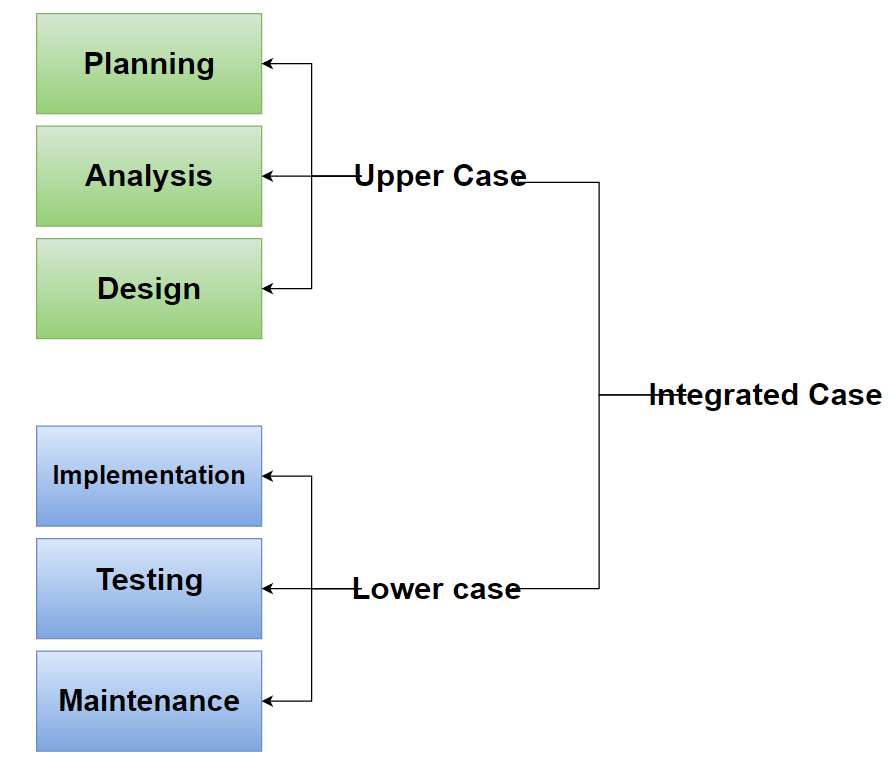 Planning
Analysis
Upper Case
Design
Integrated Case
Implementation
Testing
Lower case
Maintenance